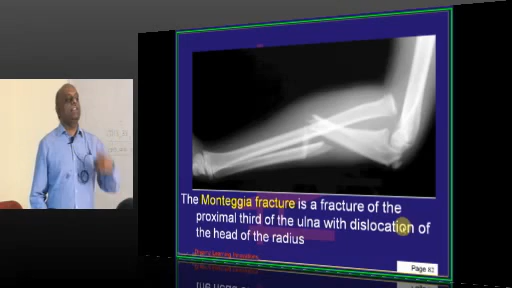 The Monteggia fracture is a fracture of the
proximal third of the ulna with dislocation of
the head of the radius
Page 81